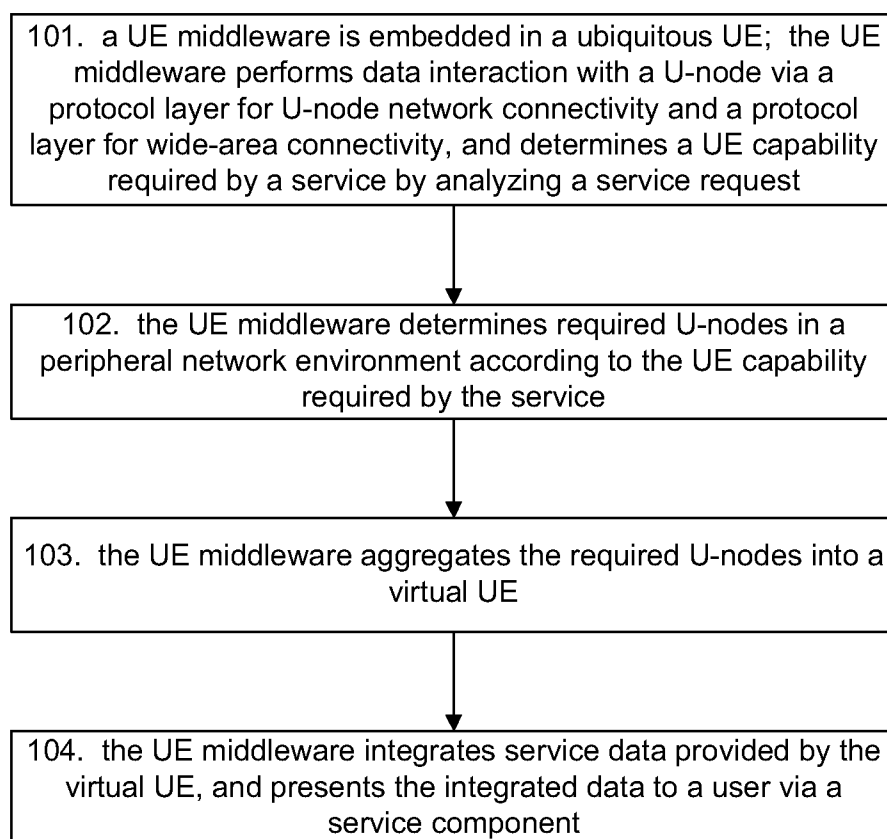 101. a UE middleware is embedded in a ubiquitous UE; the UE
middleware performs data interaction with a U-node via a
protocol layer for U-node network connectivity and a protocol
layer for wide-area connectivity, and determines a UE capability
required by a service by analyzing a service request
102. the UE middleware determines required U-nodes in a
peripheral network environment according to the UE capability
required by the service
103. the UE middleware aggregates the required U-nodes into a
virtual UE
104. the UE middleware integrates service data provided by the
virtual UE, and presents the integrated data to a user via a
service component